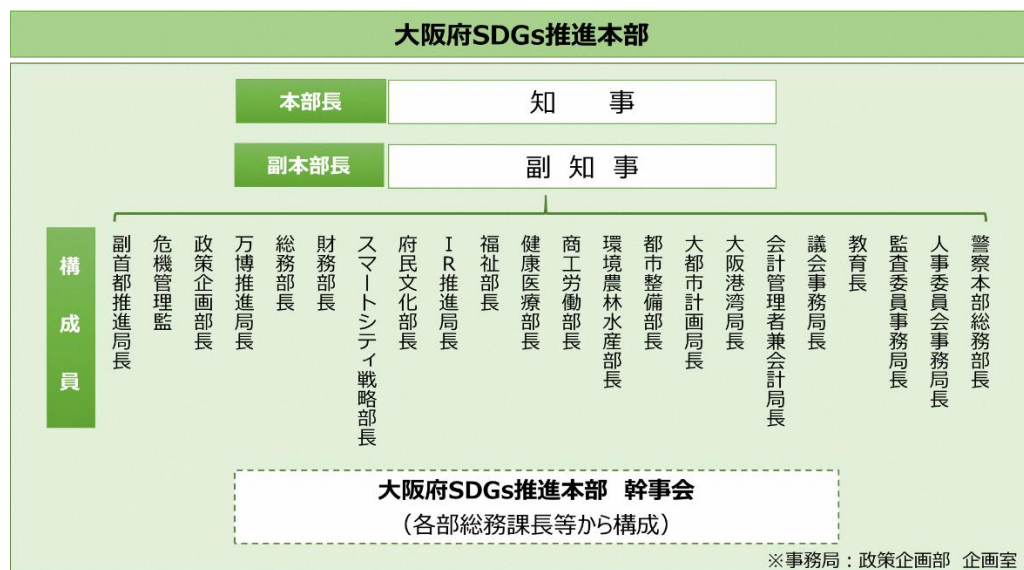 大阪府SDGs推進本部
本部長 知 事
副本部長 副 知 事
構成員
副首都推進局長
危機管理監
政策企画部長
万博推進局長
総務部長
財務部長
スマートシティ戦略部長
府民文化部長
IR推進局長
福祉部長
健康医療部長
商工労働部長
環境農林水産部長
都市整備部長
大都市計画局長
大阪港湾局長
会計管理者兼会計局長
議会事務局長
教育長
監査委員事務局長
人事委員会事務局長
警察本部総務部長
大阪府SDGs推進本部 幹事会
(各部総務課長等から構成)
※事務局:政策企画部 企画室